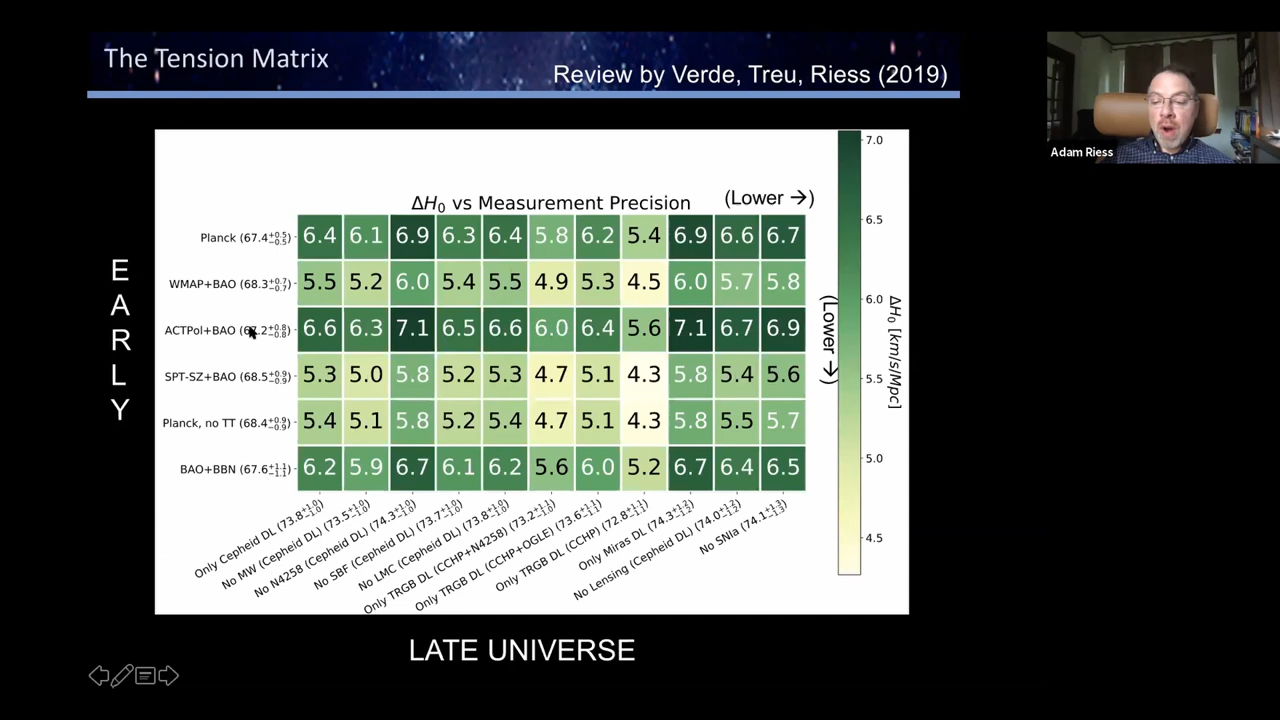 The Tension Matrix
Review by Verde, Treu, Riess (2019)
Adam Riess
ΔH₀ vs Measurement Precision
(Lower →)
E
A
R
L
Y
Planck (67.4+0.5−0.5) 6.4 6.1 6.9 6.3 6.4 5.8 6.2 5.4 6.9 6.6 6.7
WMAP+BAO (68.3+0.7−0.7) 5.5 5.2 6.0 5.4 5.5 4.9 5.3 4.5 6.0 5.7 5.8
ACTPol+BAO 6.6 6.3 7.1 6.5 6.6 6.0 6.4 5.6 7.1 6.7 6.9
SPT-SZ+BAO (68.5+0.9−0.9) 5.3 5.0 5.8 5.2 5.3 4.7 5.1 4.3 5.8 5.4 5.6
Planck, no TT (68.4+0.9−0.9) 5.4 5.1 5.8 5.2 5.4 4.7 5.1 4.3 5.8 5.5 5.7
BAO+BBN (67.6+1.1−1.1) 6.2 5.9 6.7 6.1 6.2 5.6 6.0 5.2 6.7 6.4 6.5
Only Cepheid DL (73.8+1.0−1.0)
No MW (Cepheid DL) (73.5+1.0−1.0)
No N4258 (Cepheid DL) (74.3+1.0−1.0)
No SBF (Cepheid DL) (73.7+1.0−1.0)
No LMC (Cepheid DL) (73.8+1.0−1.0)
Only TRGB DL (CCHP+N4258) (73.2+1.1−1.0)
Only TRGB DL (CCHP+OGLE) (73.6+1.1−1.1)
Only TRGB DL (CCHP) (72.8+1.1−1.1)
Only Miras DL (74.3+1.2−1.2)
No Lensing (Cepheid DL) (74.0+1.2−1.2)
No SNIa (74.1+1.3−1.3)
7.0
6.5
6.0
5.5
5.0
4.5
(Lower →)
ΔH₀ [km/s/Mpc]
LATE UNIVERSE